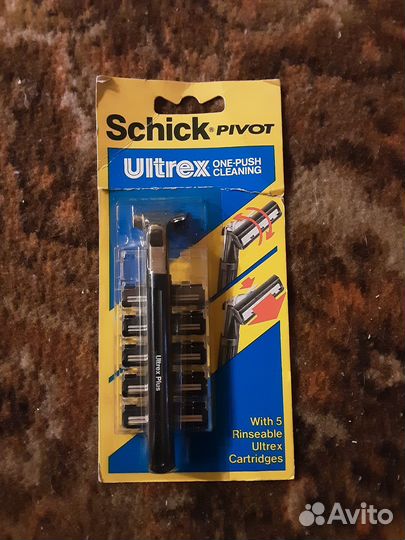 Schick® PIVOT
Ultrex ONE-PUSH
CLEANING
Ultrex Plus
With 5
Rinseable
Ultrex
Cartridges
Avito